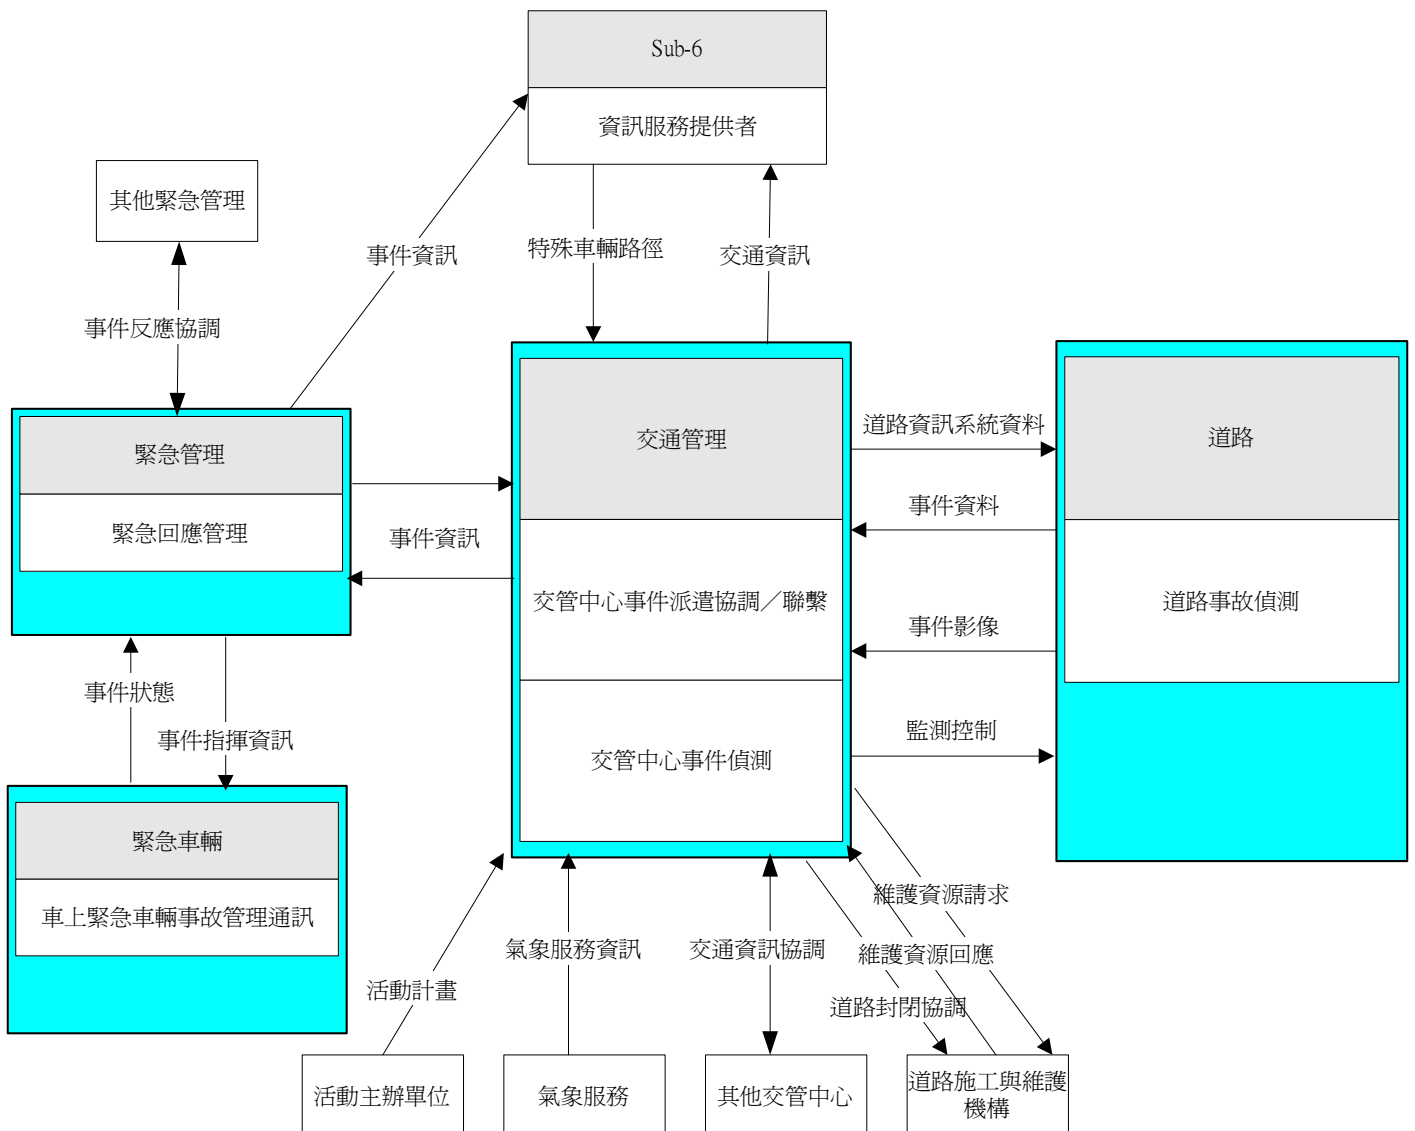 Sub-6
資訊服務提供者
其他緊急管理
事件資訊
特殊車輛路徑
交通資訊
事件反應協調
緊急管理
緊急回應管理
交通管理
交管中心事件派遣協調／聯繫
交管中心事件偵測
道路資訊系統資料
道路
事件資料
事件資訊
道路事故偵測
事件影像
監測控制
事件狀態
事件指揮資訊
緊急車輛
車上緊急車輛事故管理通訊
維護資源請求
氣象服務資訊
交通資訊協調
維護資源回應
活動計畫
道路封閉協調
活動主辦單位
氣象服務
其他交管中心
道路施工與維護
機構